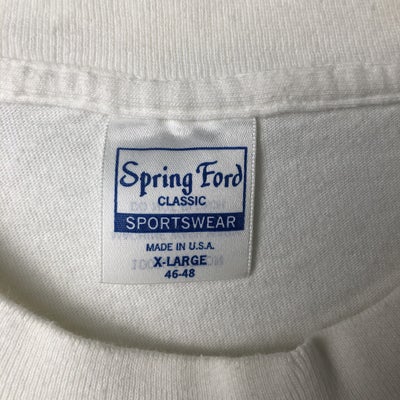 Spring Ford
CLASSIC
SPORTSWEAR
MADE IN U.S.A.
X-LARGE
46-48